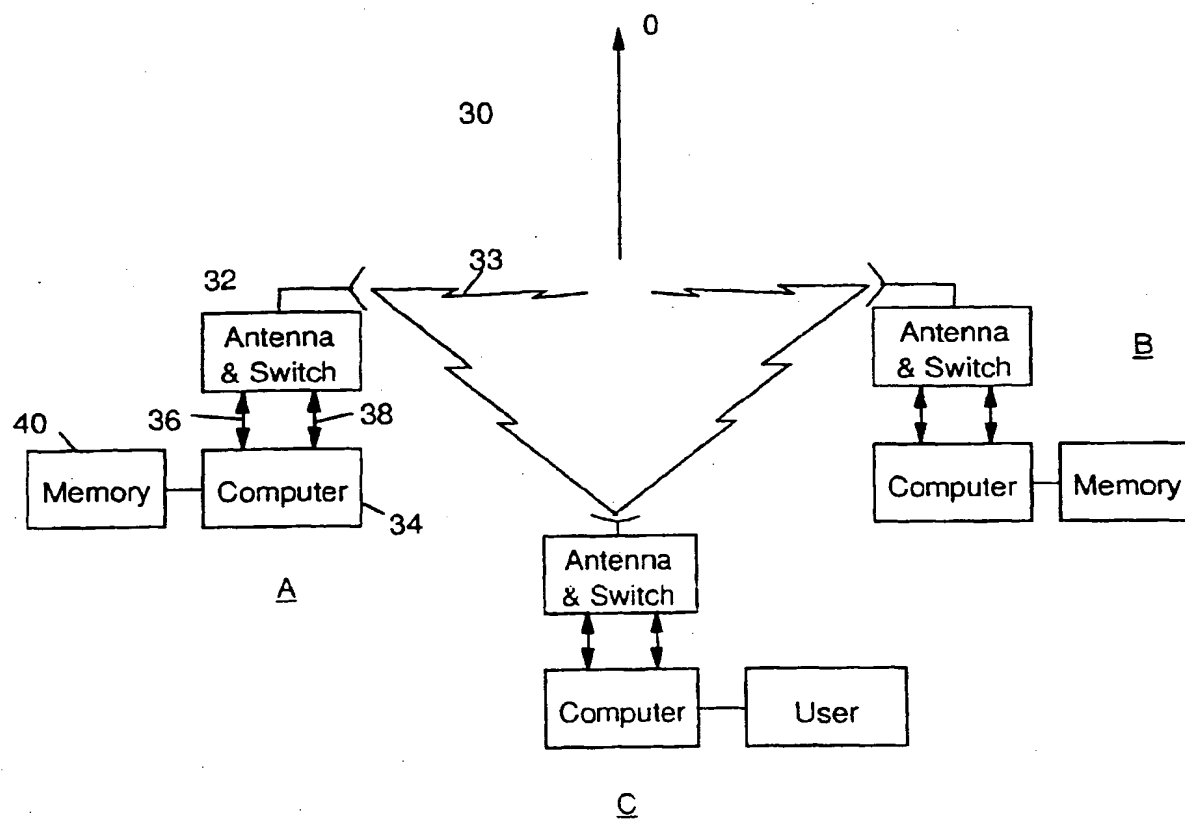 0
30
33
32
Antenna
& Switch
36
38
40
Memory
Computer
34
A
Antenna
& Switch
B
Computer
Memory
Antenna
& Switch
Computer
User
C